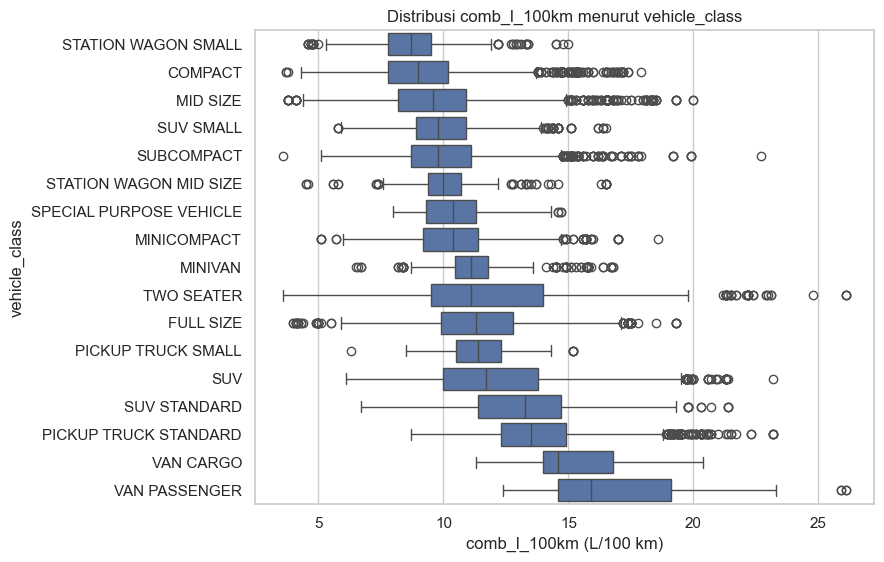 Distribusi comb_l_100km menurut vehicle_class
vehicle_class
STATION WAGON SMALL
COMPACT
MID SIZE
SUV SMALL
SUBCOMPACT
STATION WAGON MID SIZE
SPECIAL PURPOSE VEHICLE
MINICOMPACT
MINIVAN
TWO SEATER
FULL SIZE
PICKUP TRUCK SMALL
SUV
SUV STANDARD
PICKUP TRUCK STANDARD
VAN CARGO
VAN PASSENGER
5 10 15 20 25
comb_l_100km (L/100 km)